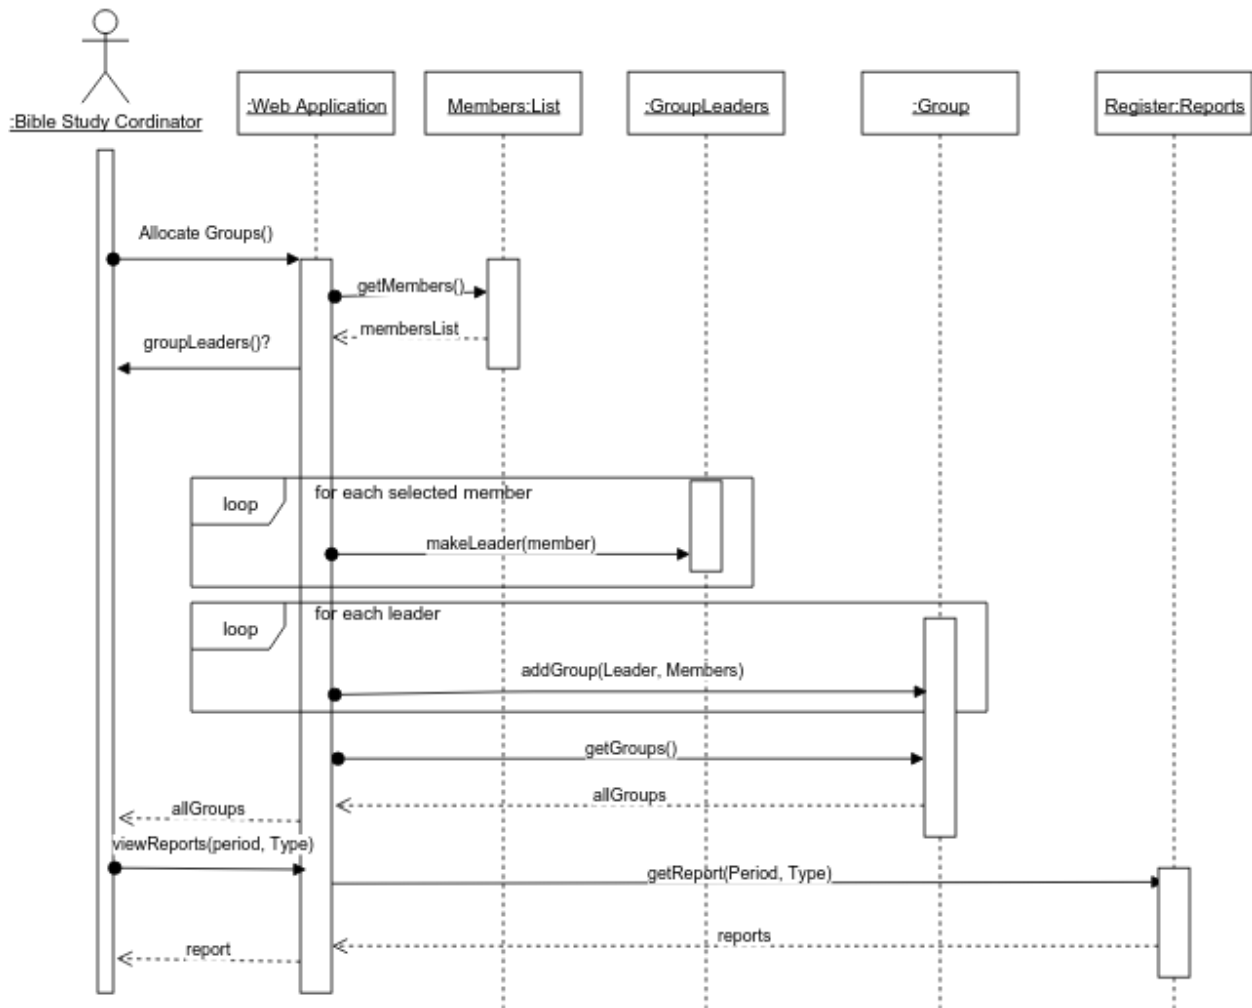 :Bible Study Cordinator
:Web Application
Members:List
:GroupLeaders
:Group
Register:Reports
Allocate Groups()
getMembers()
membersList
groupLeaders()?
loop
for each selected member
makeLeader(member)
loop
for each leader
addGroup(Leader, Members)
getGroups()
allGroups
allGroups
viewReports(period, Type)
getReport(Period, Type)
reports
report